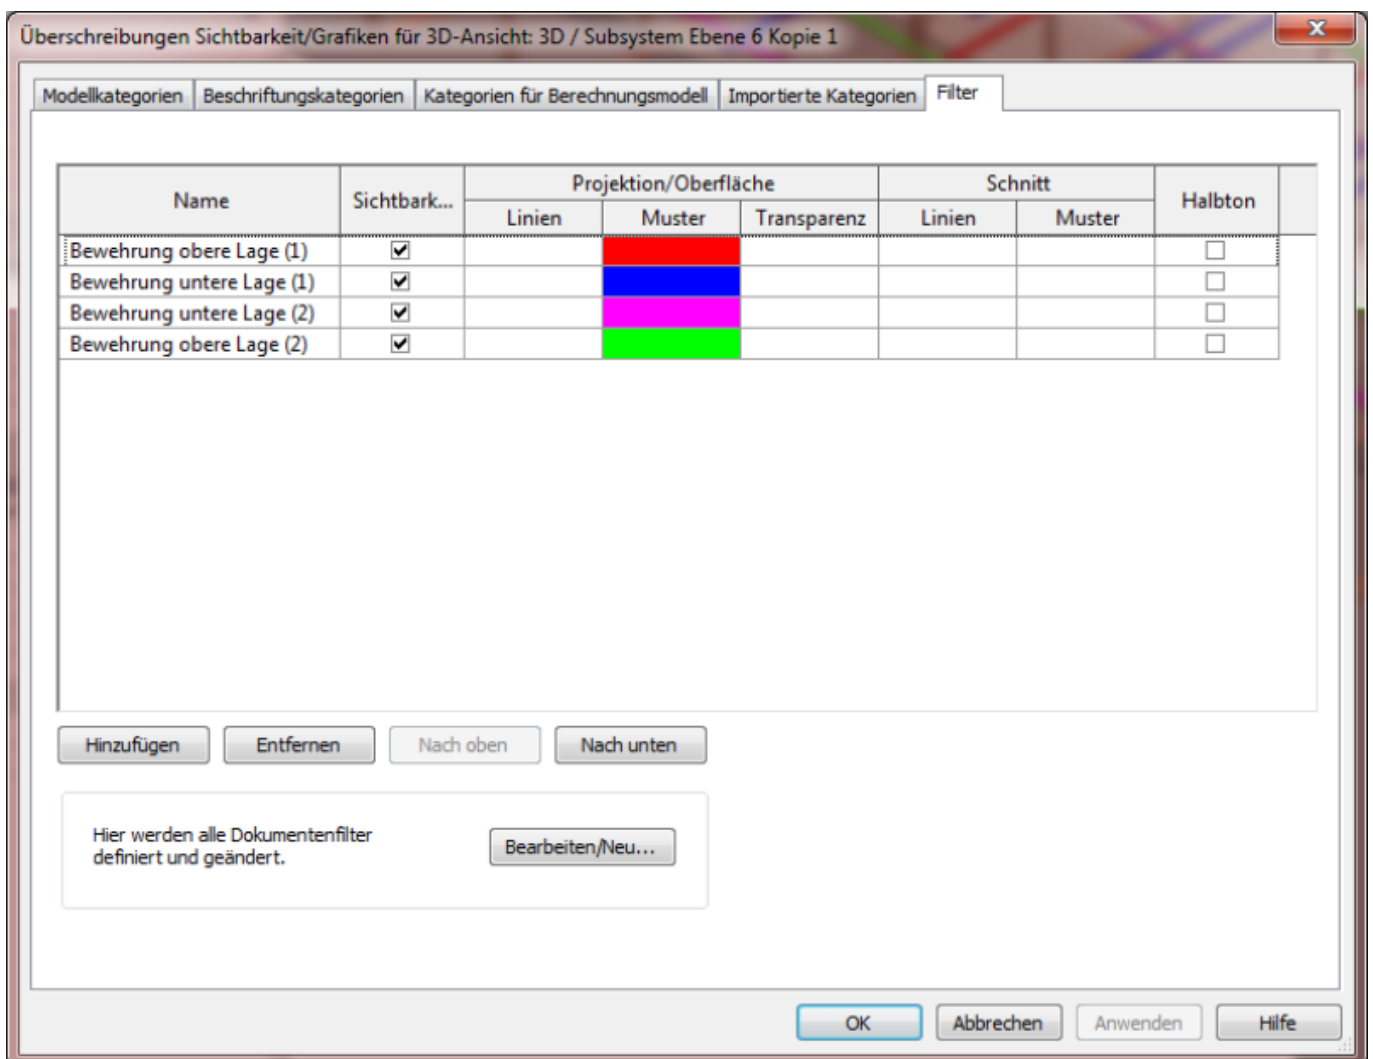 Überschreibungen Sichtbarkeit/Grafiken für 3D-Ansicht: 3D / Subsystem Ebene 6 Kopie 1
Modellkategorien Beschriftungskategorien Kategorien für Berechnungsmodell Importierte Kategorien Filter
Name Sichtbark... Projektion/Oberfläche Schnitt Halbton
Linien Muster Transparenz Linien Muster
Bewehrung obere Lage (1)
Bewehrung untere Lage (1)
Bewehrung untere Lage (2)
Bewehrung obere Lage (2)
Hinzufügen Entfernen Nach oben Nach unten
Hier werden alle Dokumentenfilter
definiert und geändert.
Bearbeiten/Neu...
OK Abbrechen Anwenden Hilfe